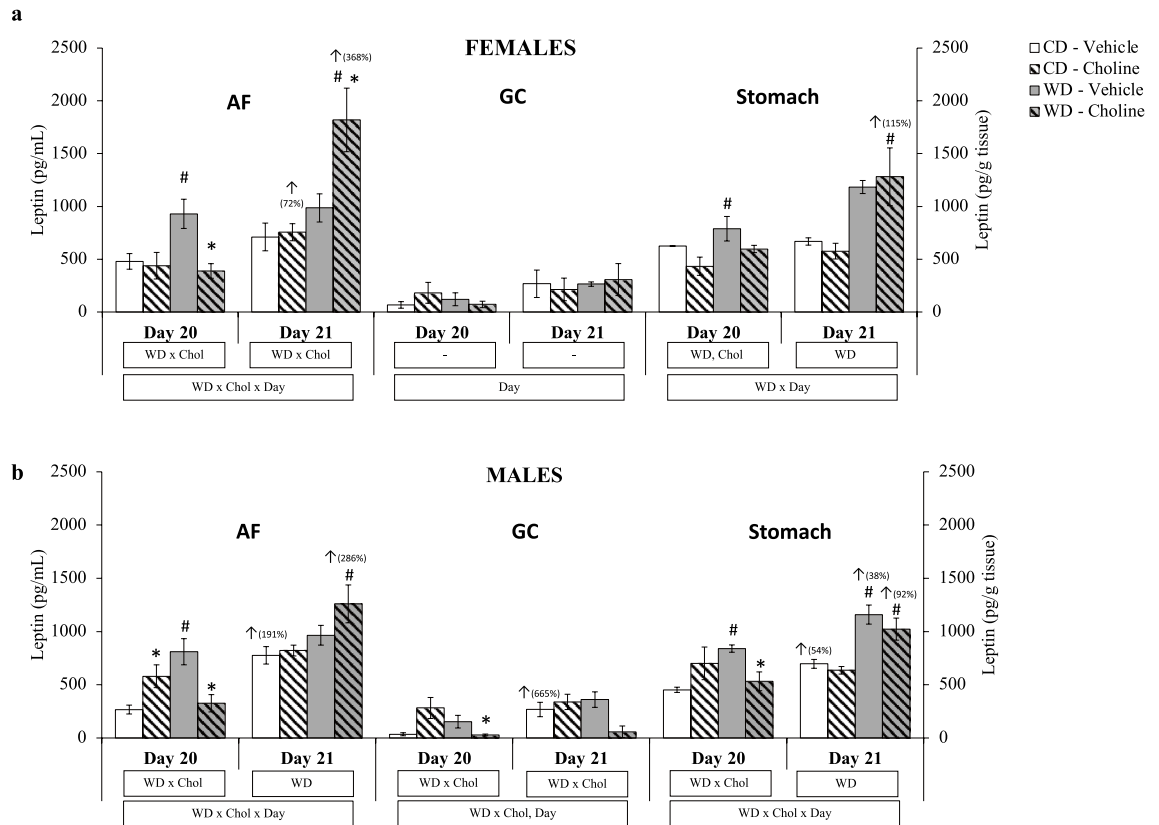 a
FEMALES
CD - Vehicle
CD - Choline
WD - Vehicle
WD - Choline
AF
GC
Stomach
Leptin (pg/mL)
2500
2000
1500
1000
500
0
#
*
↑
(72%)
↑(368%)
# *
#
↑(115%)
#
2500
2000
1500
1000
500
0
Leptin (pg/g tissue)
Day 20
Day 21
Day 20
Day 21
Day 20
Day 21
WD x Chol
WD x Chol
-
-
WD, Chol
WD
WD x Chol x Day
Day
WD x Day
b
MALES
AF
GC
Stomach
Leptin (pg/mL)
2500
2000
1500
1000
500
0
*
#
*
↑(191%)
↑(286%)
#
*
↑(665%)
#
*
↑(54%)
↑(38%)
#
↑(92%)
#
2500
2000
1500
1000
500
0
Leptin (pg/g tissue)
Day 20
Day 21
Day 20
Day 21
Day 20
Day 21
WD x Chol
WD
WD x Chol
WD x Chol
WD x Chol
WD
WD x Chol x Day
WD x Chol, Day
WD x Chol x Day